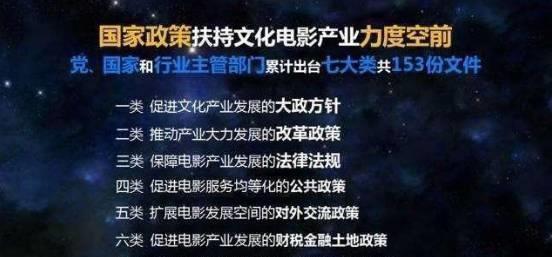 国家政策扶持文化电影产业力度空前
党、国家和行业主管部门累计出台七大类共153份文件
一类 促进文化产业发展的大政方针
二类 推动产业大力发展的改革政策
三类 保障电影产业发展的法律法规
四类 促进电影服务均等化的公共政策
五类 扩展电影发展空间的对外交流政策
六类 促进电影产业发展的财税金融土地政策